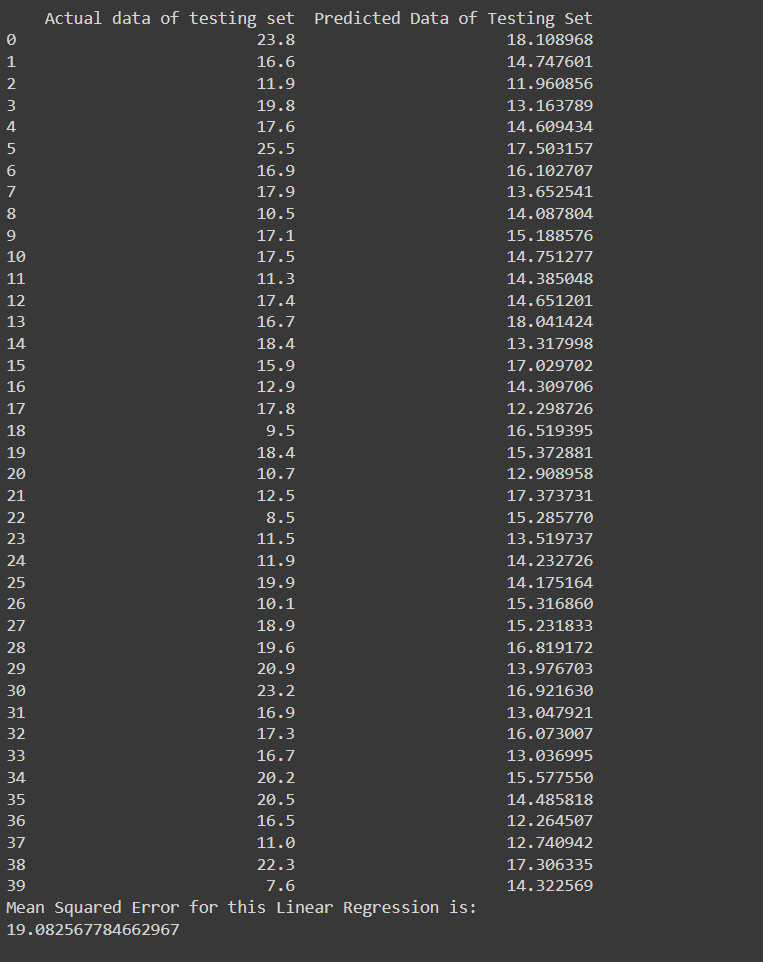 Actual data of testing set  Predicted Data of Testing Set
0 23.8 18.108968
1 16.6 14.747601
2 11.9 11.960856
3 19.8 13.163789
4 17.6 14.609434
5 25.5 17.503157
6 16.9 16.102707
7 17.9 13.652541
8 10.5 14.087804
9 17.1 15.188576
10 17.5 14.751277
11 11.3 14.385048
12 17.4 14.651201
13 16.7 18.041424
14 18.4 13.317998
15 15.9 17.029702
16 12.9 14.309706
17 17.8 12.298726
18 9.5 16.519395
19 18.4 15.372881
20 10.7 12.908958
21 12.5 17.373731
22 8.5 15.285770
23 11.5 13.519737
24 11.9 14.232726
25 19.9 14.175164
26 10.1 15.316860
27 18.9 15.231833
28 19.6 16.819172
29 20.9 13.976703
30 23.2 16.921630
31 16.9 13.047921
32 17.3 16.073007
33 16.7 13.036995
34 20.2 15.577550
35 20.5 14.485818
36 16.5 12.264507
37 11.0 12.740942
38 22.3 17.306335
39 7.6 14.322569
Mean Squared Error for this Linear Regression is:
19.082567784662967